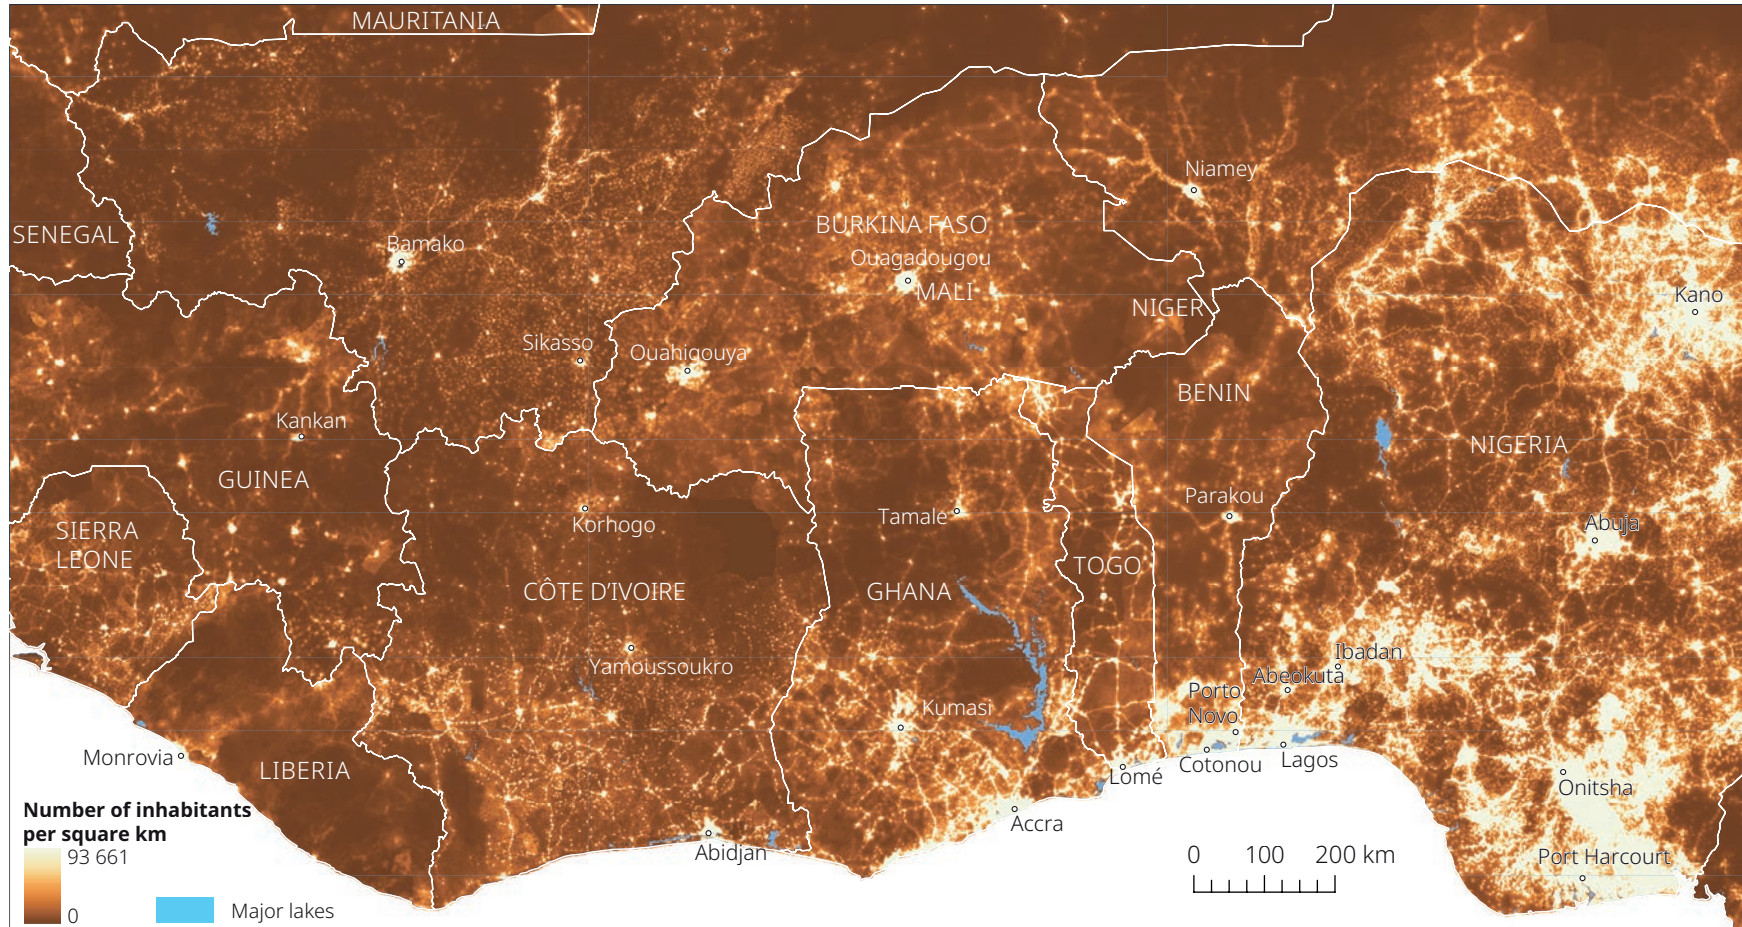 MAURITANIA
Niamey
SENEGAL
BURKINA FASO
Bamako
Ouagadougou
MALI
Kano
NIGER
Sikasso
Ouahigouya
BENIN
Kankan
NIGERIA
GUINEA
Parakou
Tamale
Korhogo
SIERRA
LEONE
Abuja
TOGO
CÔTE D'IVOIRE
GHANA
Ibadan
Yamoussoukro
Abeokuta
Porto
Novo
Kumasi
Monrovia
LIBERIA
Lomé
Cotonou
Lagos
Onitsha
Accra
Abidjan
Port Harcourt
Number of inhabitants
per square km
93 661
0
Major lakes
0 100 200 km